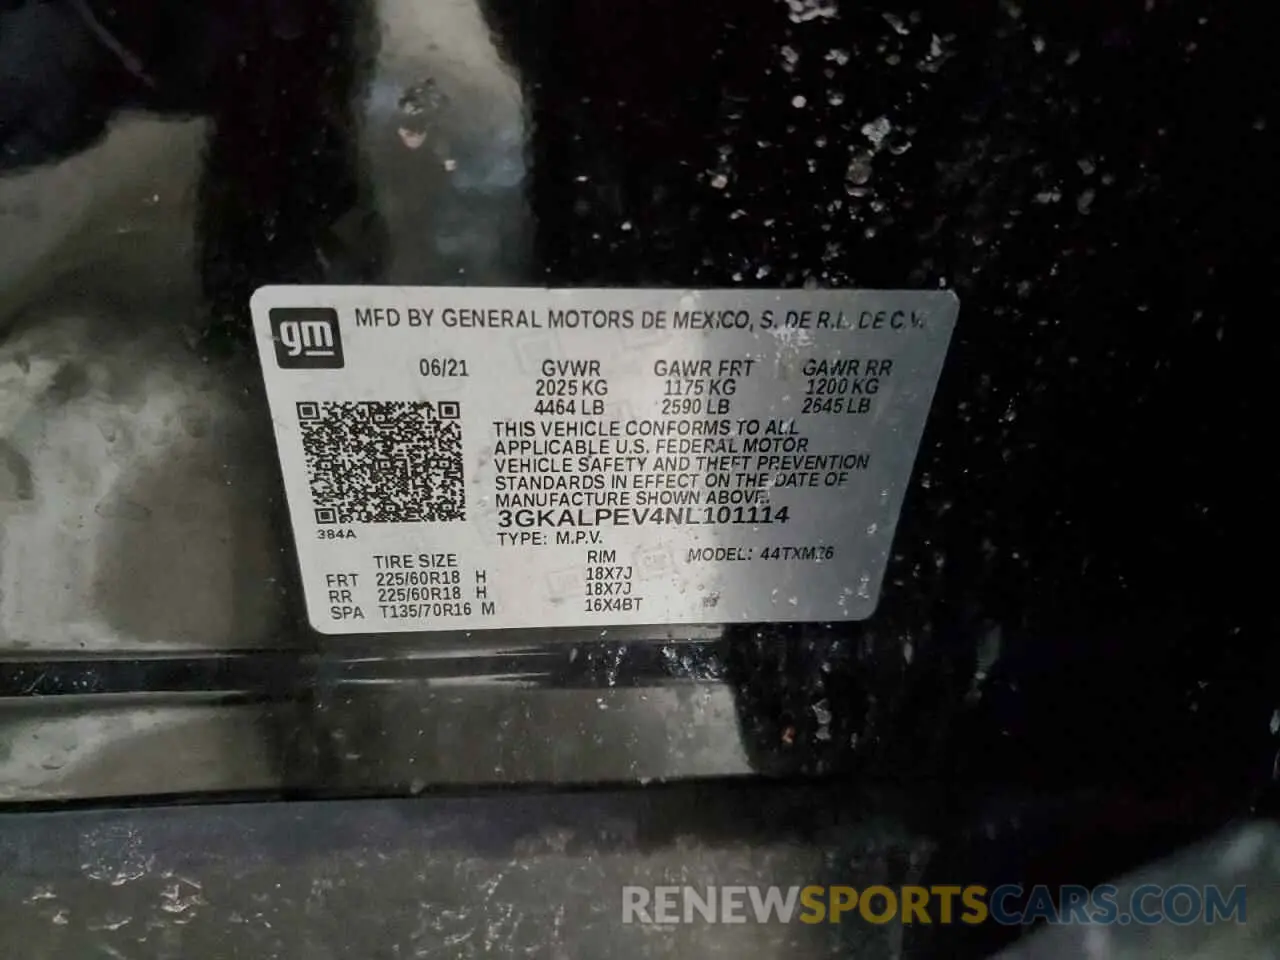 gm
MFD BY GENERAL MOTORS DE MEXICO, S. DE R.L. DE C.V.
06/21 GVWR GAWR FRT GAWR RR
2025 KG 1175 KG 1200 KG
4464 LB 2590 LB 2645 LB
THIS VEHICLE CONFORMS TO ALL
APPLICABLE U.S. FEDERAL MOTOR
VEHICLE SAFETY AND THEFT PREVENTION
STANDARDS IN EFFECT ON THE DATE OF
MANUFACTURE SHOWN ABOVE.
3GKALPEV4NL101114
384A
TYPE: M.P.V.
TIRE SIZE RIM MODEL: 44TXM26
FRT 225/60R18 H 18X7J
RR 225/60R18 H 18X7J
SPA T135/70R16 M 16X4BT
RENEWSPORTSCARS.COM